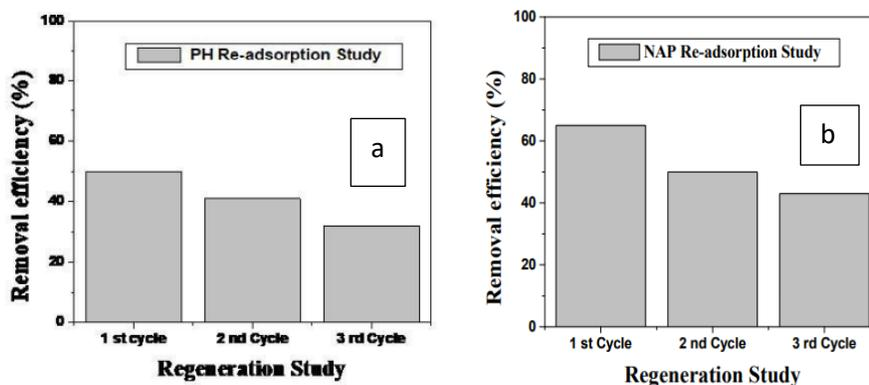 PH Re-adsorption Study
a
100
80
60
40
20
0
Removal efficiency (%)
1 st cycle 2 nd Cycle 3 rd Cycle
Regeneration Study
NAP Re-adsorption Study
b
100
80
60
40
20
0
Removal efficiency (%)
1 st Cycle 2 nd Cycle 3 rd Cycle
Regeneration Study